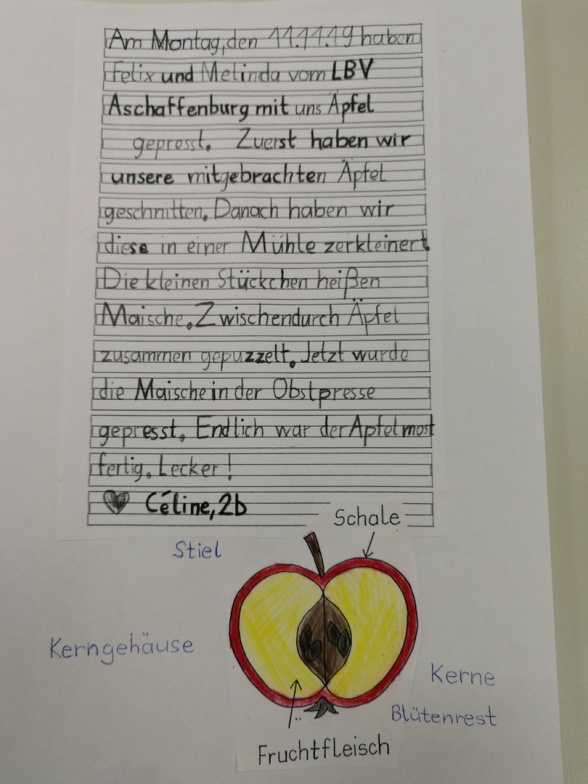 Am Montag, den 11.11.19 haben
Felix und Melinda vom LBV
Aschaffenburg mit uns Äpfel
gepresst. Zuerst haben wir
unsere mitgebrachten Äpfel
geschnitten. Danach haben wir
diese in einer Mühle zerkleinert.
Die kleinen Stückchen heißen
Maische. Zwischendurch Äpfel
zusammen gepuzzelt. Jetzt wurde
die Maische in der Obstpresse
gepresst. Endlich war der Apfelmost
fertig. Lecker!
Céline, 2b
Schale
Stiel
Kerngehäuse
Kerne
Blütenrest
Fruchtfleisch